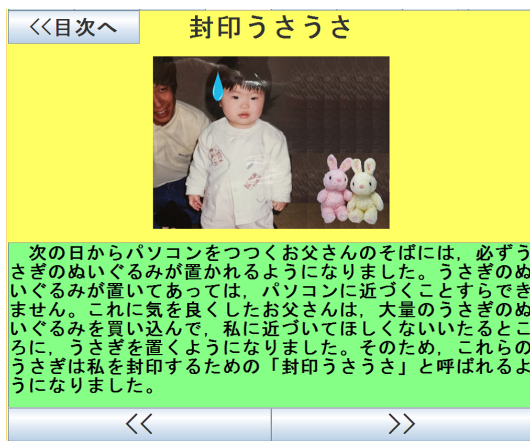 <<目次へ
封印うさうさ
次の日からパソコンをつつくお父さんのそばには，必ずう
さぎのぬいぐるみが置かれるようになりました。うさぎのぬ
いぐるみが置いてあっては，パソコンに近づくことすらでき
ません。これに気を良くしたお父さんは，大量のうさぎのぬ
いぐるみを買い込んで，私に近づいてほしくないいたるとこ
ろに，うさぎを置くようになりました。そのため，これらの
うさぎは私を封印するための「封印うさうさ」と呼ばれるよ
うになりました。
<<
>>